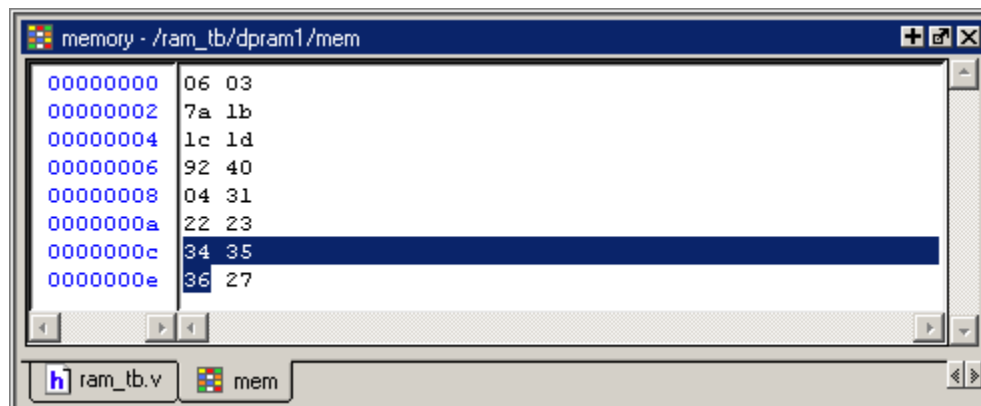 memory - /ram_tb/dpram1/mem
00000000 06 03
00000002 7a 1b
00000004 1c 1d
00000006 92 40
00000008 04 31
0000000a 22 23
0000000c 34 35
0000000e 36 27
h ram_tb.v mem